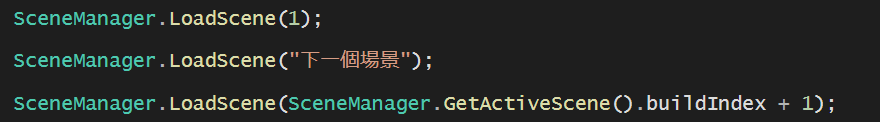 SceneManager.LoadScene(1);
SceneManager.LoadScene("下一個場景");
SceneManager.LoadScene(SceneManager.GetActiveScene().buildIndex + 1);